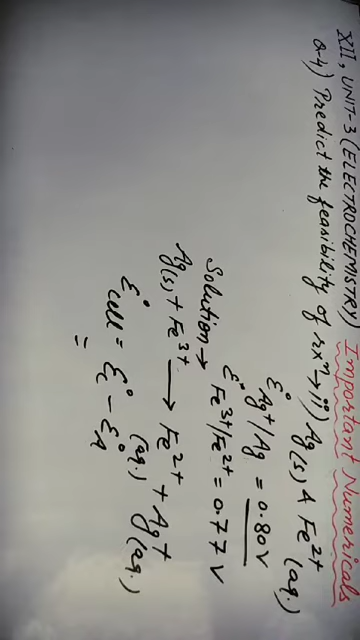 XII, UNIT-3 (ELECTROCHEMISTRY) Important Numericals
Q-4) Predict the feasibility of rxⁿ → ii) Ag(s) & Fe²⁺(aq.)
E°Ag⁺/Ag = 0.80V
E°Fe³⁺/Fe²⁺ = 0.77V
Solution →
Ag(s) + Fe³⁺ ⟶ Fe²⁺(aq.) + Ag⁺(aq.)
E°cell = E°c - E°A
=